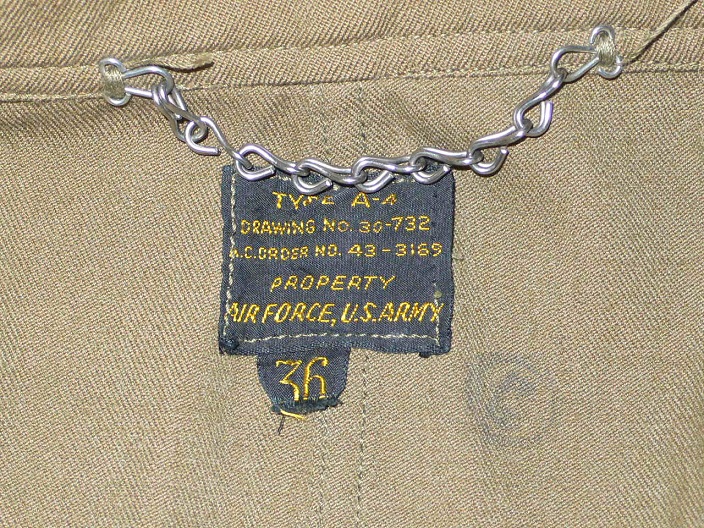 TYPE A-4
DRAWING NO. 30-732
A.C. ORDER NO. 43-3189
PROPERTY
AIR FORCE, U.S. ARMY
36